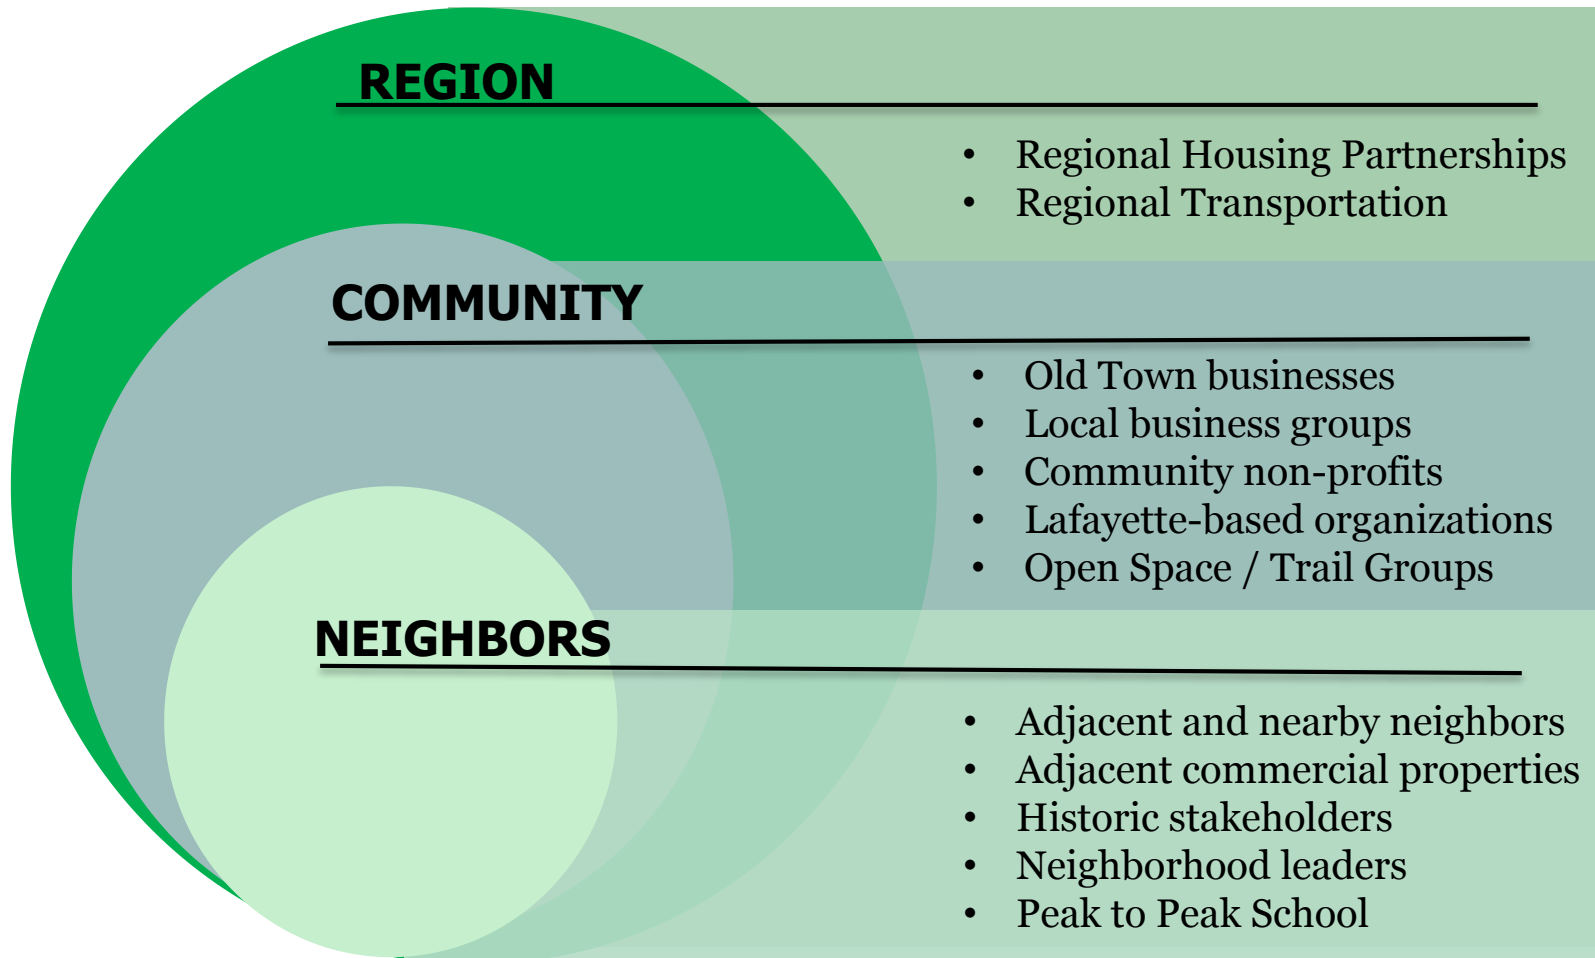 REGION
• Regional Housing Partnerships
• Regional Transportation
COMMUNITY
• Old Town businesses
• Local business groups
• Community non-profits
• Lafayette-based organizations
• Open Space / Trail Groups
NEIGHBORS
• Adjacent and nearby neighbors
• Adjacent commercial properties
• Historic stakeholders
• Neighborhood leaders
• Peak to Peak School